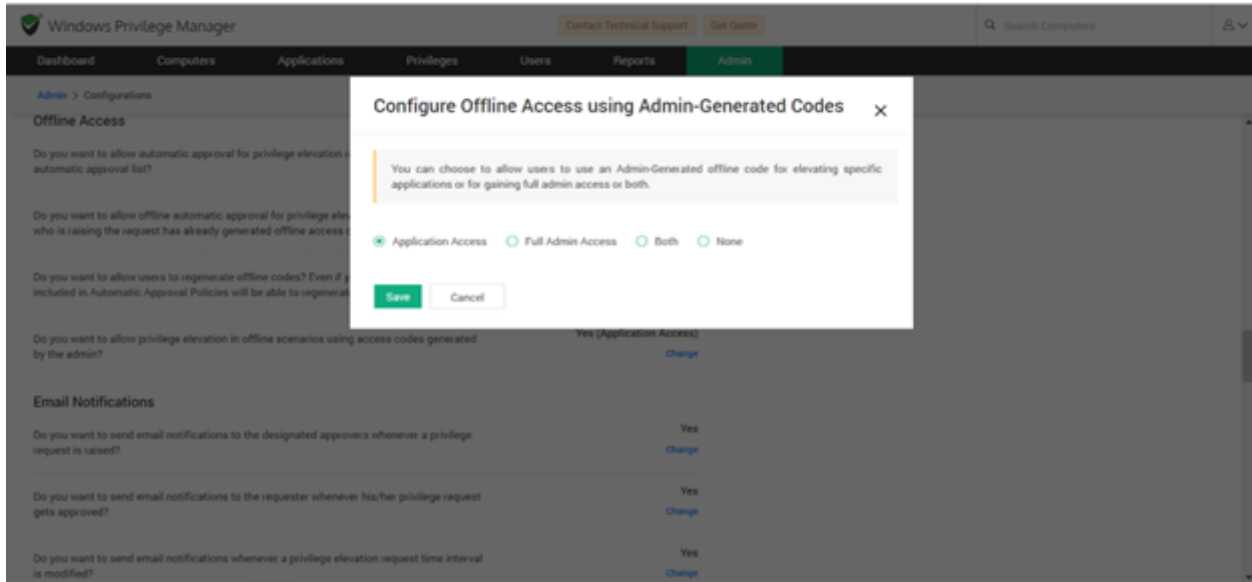 Windows Privilege Manager
Contact Technical Support
Get Quote
Search Computers
Dashboard
Computers
Applications
Privileges
Users
Reports
Admin
Admin > Configurations
Offline Access
Do you want to allow automatic approval for privilege elevation
automatic approval list?
Do you want to allow offline automatic approval for privilege
who is raising the request has already generated offline access
Do you want to allow users to regenerate offline codes? Even if
included in Automatic Approval Policies will be able to
Do you want to allow privilege elevation in offline scenarios using access codes generated
by the admin?
Yes (Application Access)
Change
Configure Offline Access using Admin-Generated Codes
You can choose to allow users to use an Admin-Generated offline code for elevating specific
applications or for gaining full admin access or both.
Application Access
Full Admin Access
Both
None
Save
Cancel
Email Notifications
Do you want to send email notifications to the designated approvers whenever a privilege
request is raised?
Yes
Change
Do you want to send email notifications to the requester whenever his/her privilege request
gets approved?
Yes
Change
Do you want to send email notifications whenever a privilege elevation request time interval
is modified?
Yes
Change